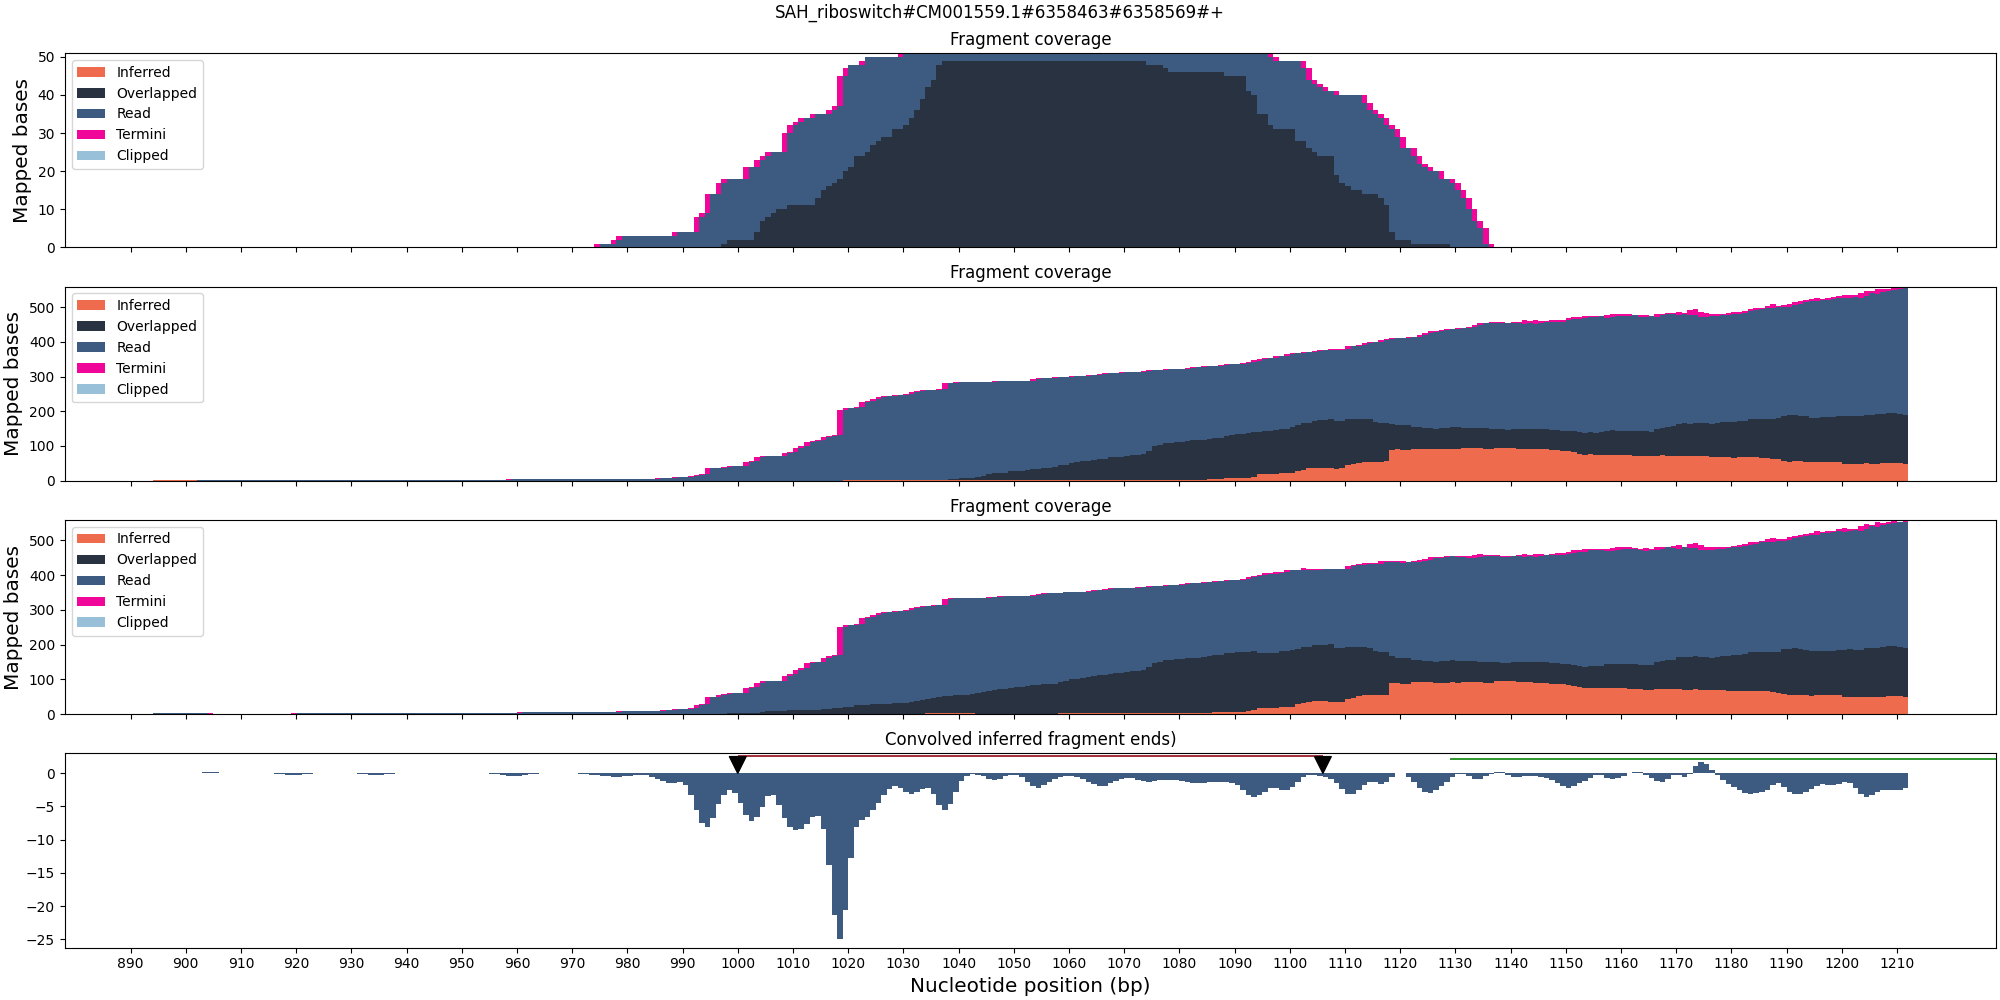 SAH_riboswitch#CM001559.1#6358463#6358569#+
Fragment coverage
Mapped bases
50
40
30
20
10
0
Inferred
Overlapped
Read
Termini
Clipped
Fragment coverage
Mapped bases
500
400
300
200
100
0
Inferred
Overlapped
Read
Termini
Clipped
Fragment coverage
Mapped bases
500
400
300
200
100
0
Inferred
Overlapped
Read
Termini
Clipped
Convolved inferred fragment ends)
0
−5
−10
−15
−20
−25
890 900 910 920 930 940 950 960 970 980 990 1000 1010 1020 1030 1040 1050 1060 1070 1080 1090 1100 1110 1120 1130 1140 1150 1160 1170 1180 1190 1200 1210
Nucleotide position (bp)